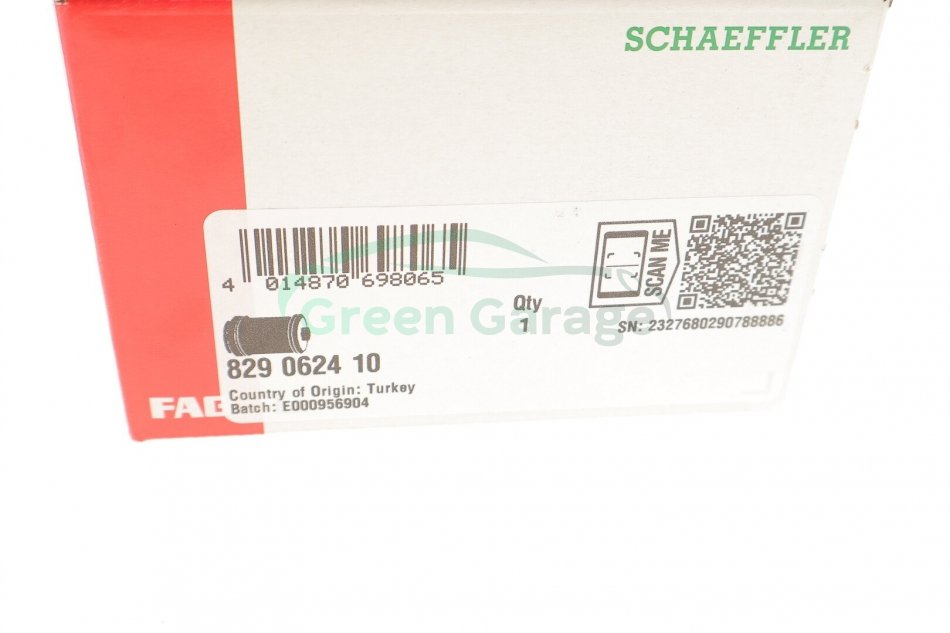 SCHAEFFLER
4 014870 698065
SCAN ME
Qty
1
SN: 2327680290788886
Green Garage
829 0624 10
Country of Origin: Turkey
Batch: E000956904
FAG